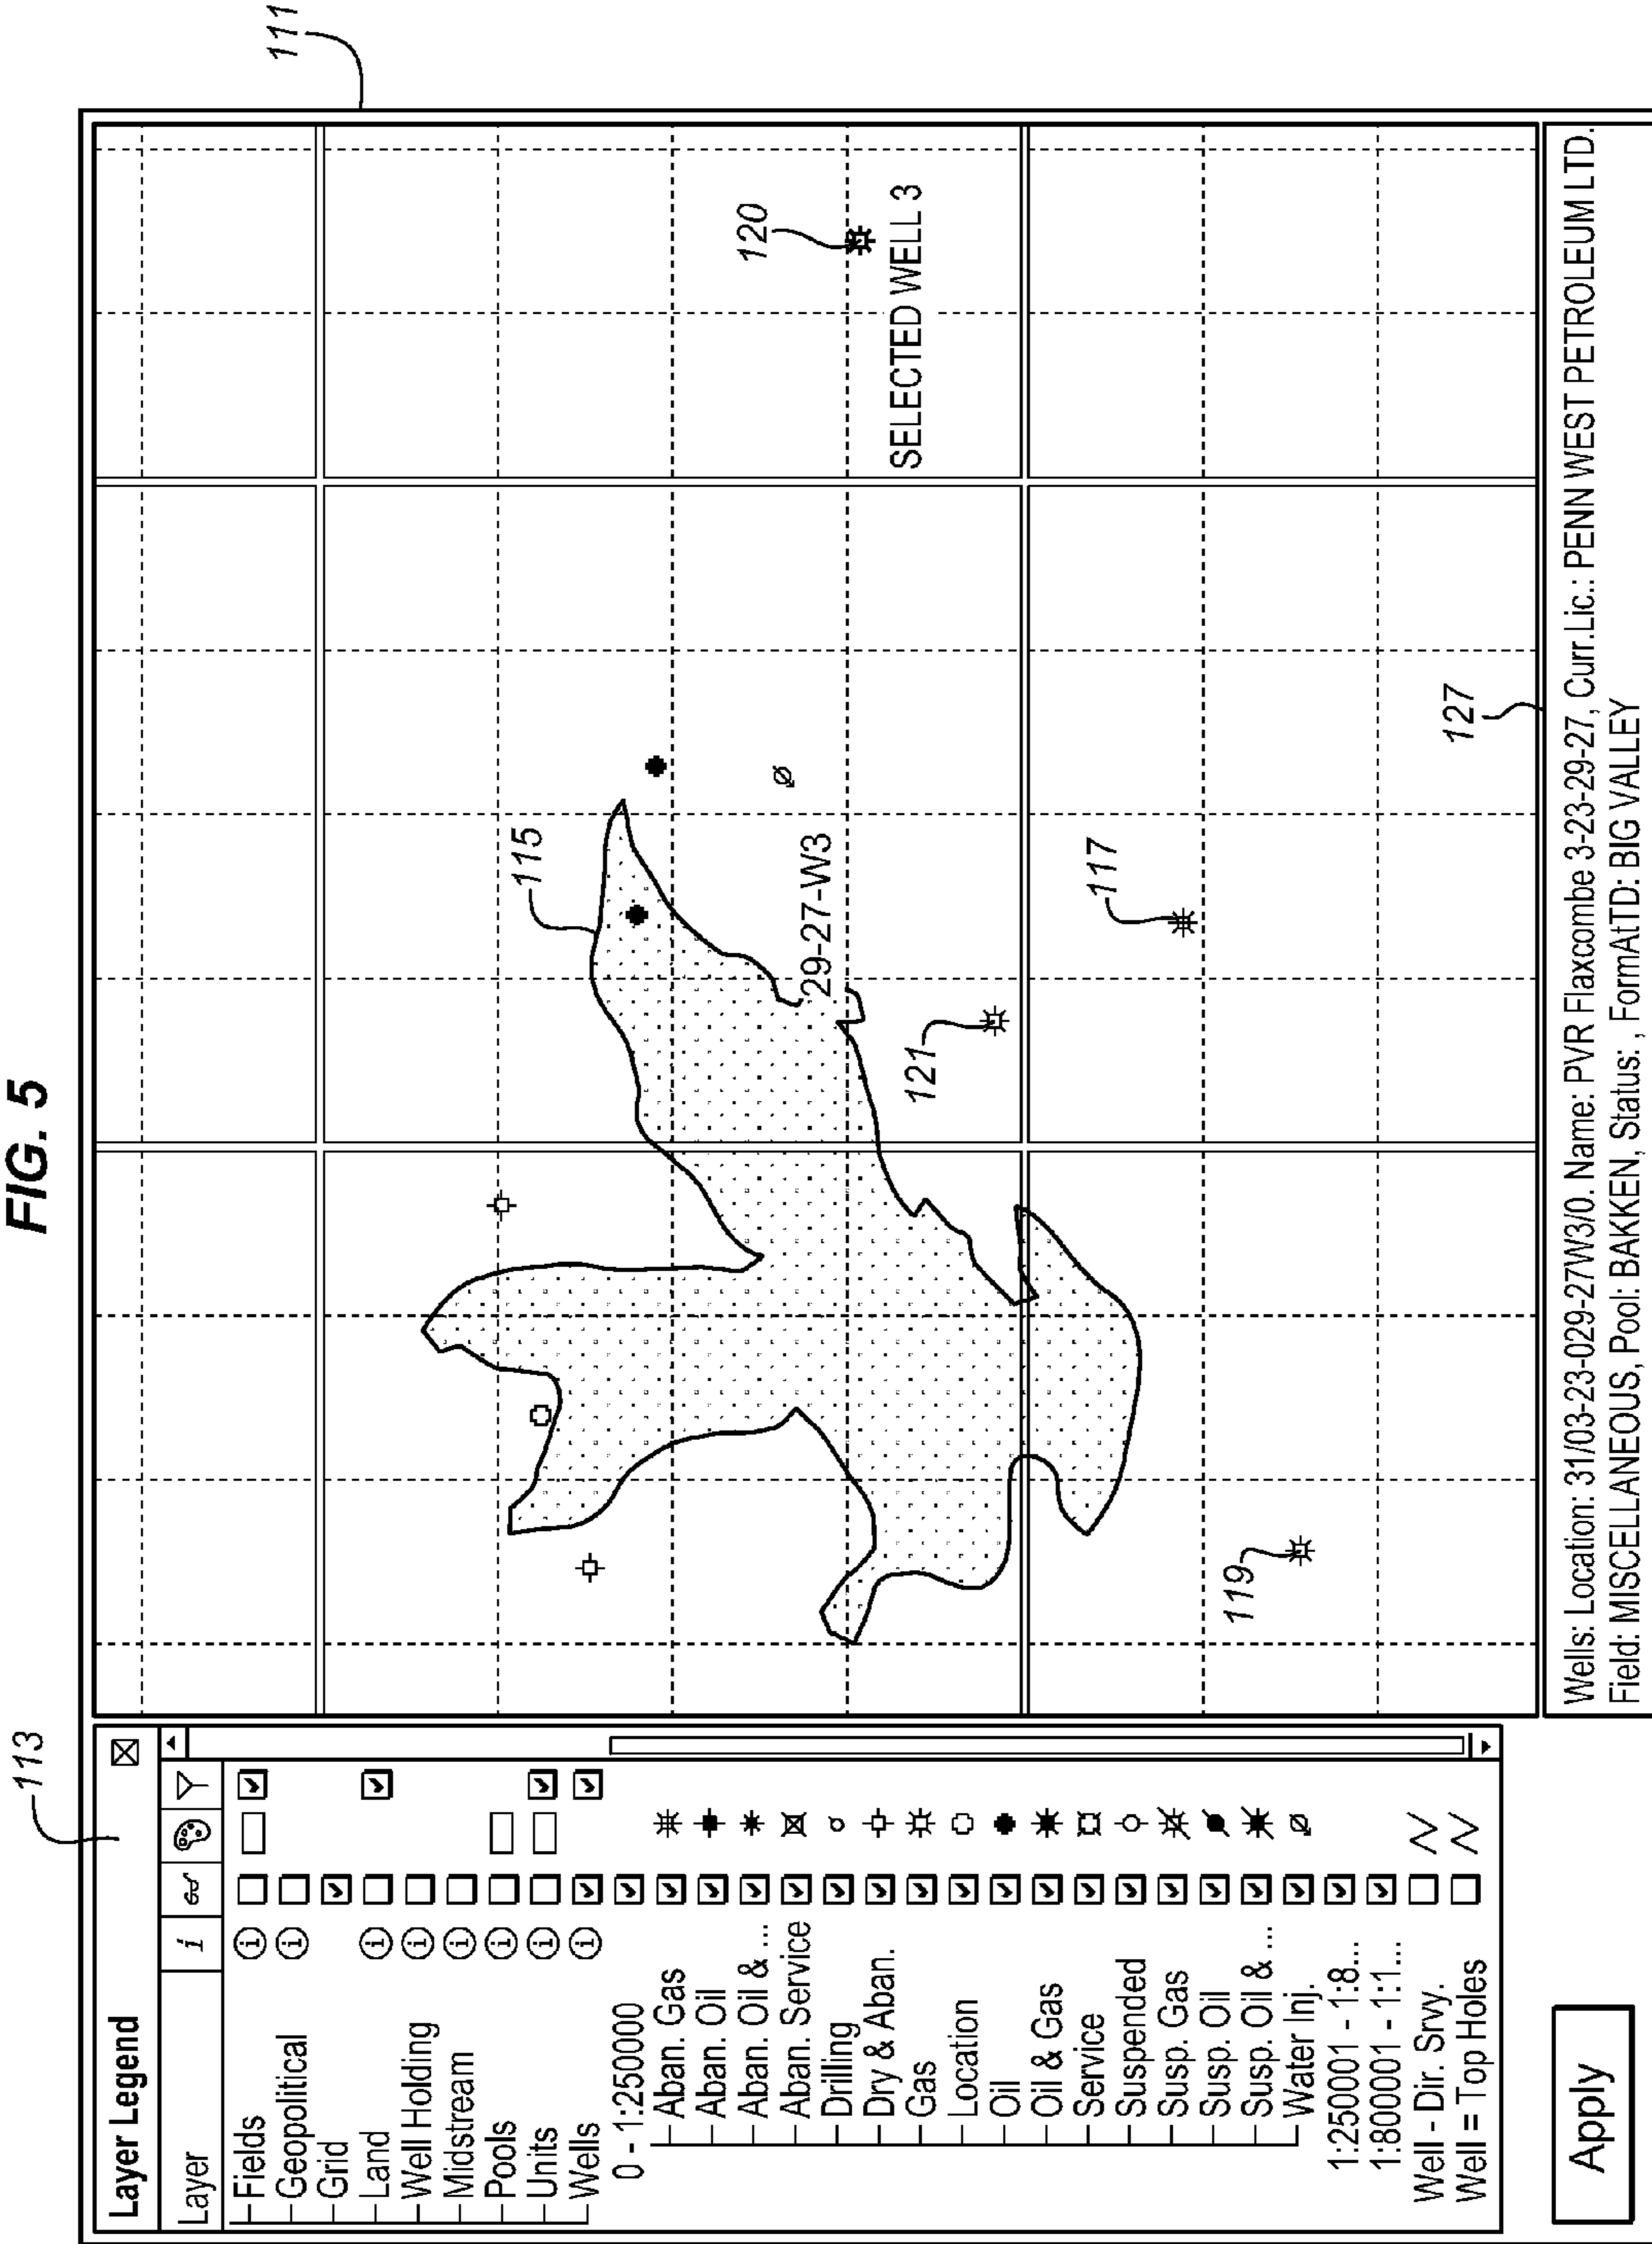 FIG. 5
113
111
Layer Legend
Layer i
Fields i
Geopolitical i
Grid
Land i
Well Holding i
Midstream i
Pools i
Units i
Wells i
0 - 1:250000
Aban. Gas
Aban. Oil
Aban. Oil & ...
Aban. Service
Drilling
Dry & Aban.
Gas
Location
Oil
Oil & Gas
Service
Suspended
Susp. Gas
Susp. Oil
Susp. Oil & ...
Water Inj.
1:250001 - 1:8...
1:800001 - 1:1...
Well - Dir. Srvy.
Well = Top Holes
Apply
115
120
29-27-W3
SELECTED WELL 3
121
117
119
127
Wells: Location: 31/03-23-029-27W3/0. Name: PVR Flaxcombe 3-23-29-27, Curr.Lic.: PENN WEST PETROLEUM LTD.
Field: MISCELLANEOUS, Pool: BAKKEN, Status: , FormAtTD: BIG VALLEY